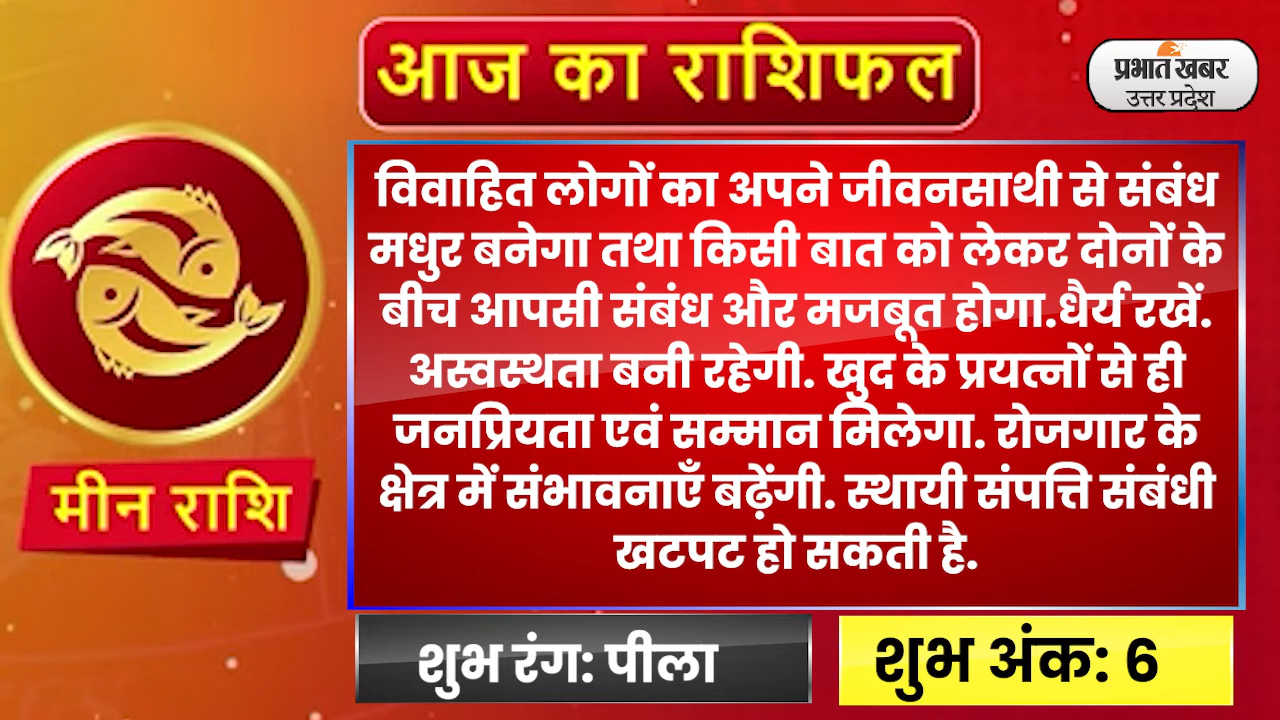 आज का राशिफल
प्रभात खबर
उत्तर प्रदेश
विवाहित लोगों का अपने जीवनसाथी से संबंध
मधुर बनेगा तथा किसी बात को लेकर दोनों के
बीच आपसी संबंध और मजबूत होगा.धैर्य रखें.
अस्वस्थता बनी रहेगी. खुद के प्रयत्नों से ही
जनप्रियता एवं सम्मान मिलेगा. रोजगार के
क्षेत्र में संभावनाएँ बढ़ेंगी. स्थायी संपत्ति संबंधी
खटपट हो सकती है.
मीन राशि
शुभ रंग: पीला
शुभ अंक: 6